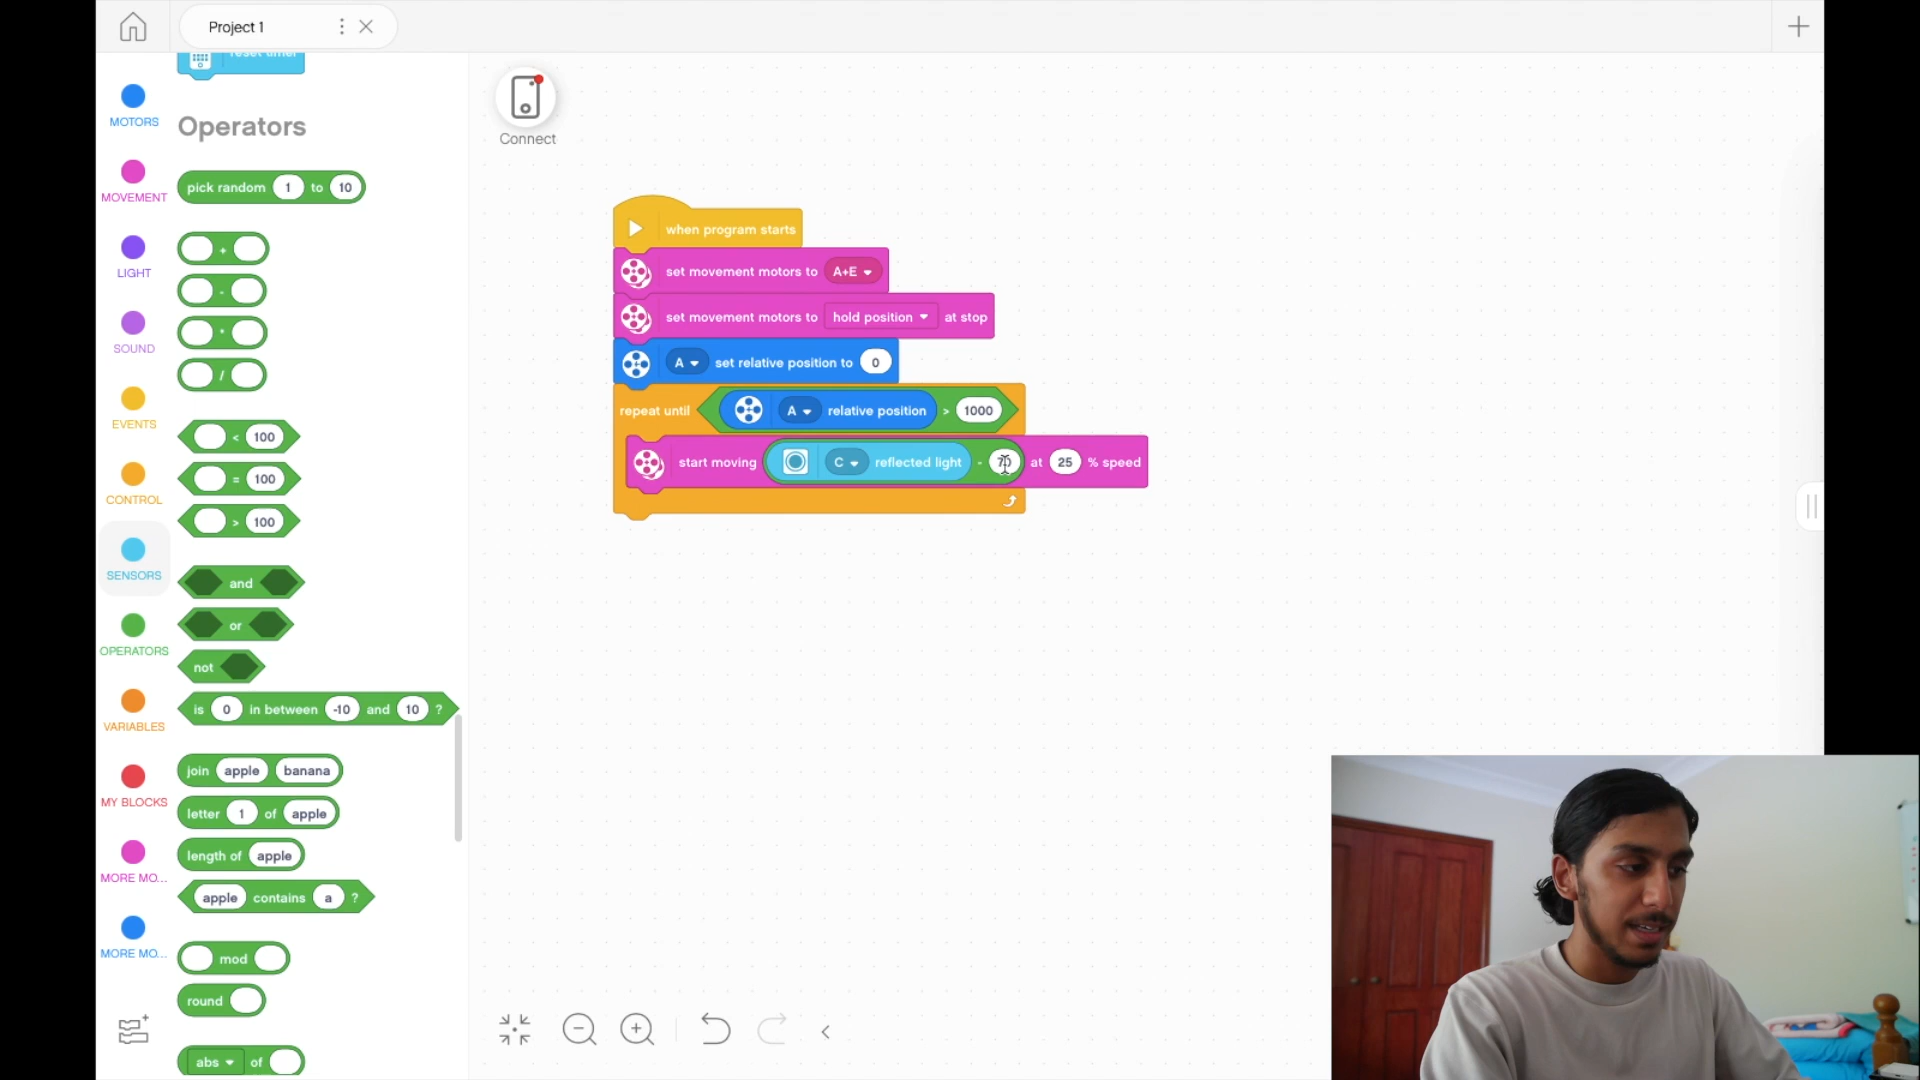 Project 1
reset timer
MOTORS
MOVEMENT
LIGHT
SOUND
EVENTS
CONTROL
SENSORS
OPERATORS
VARIABLES
MY BLOCKS
MORE MO...
MORE MO...
Operators
pick random 1 to 10
+
-
*
/
< 100
= 100
> 100
and
or
not
is 0 in between -10 and 10 ?
join apple banana
letter 1 of apple
length of apple
apple contains a ?
mod
round
abs of
Connect
when program starts
set movement motors to A+E
set movement motors to hold position at stop
A set relative position to 0
repeat until A relative position > 1000
start moving C reflected light - 70 at 25 % speed